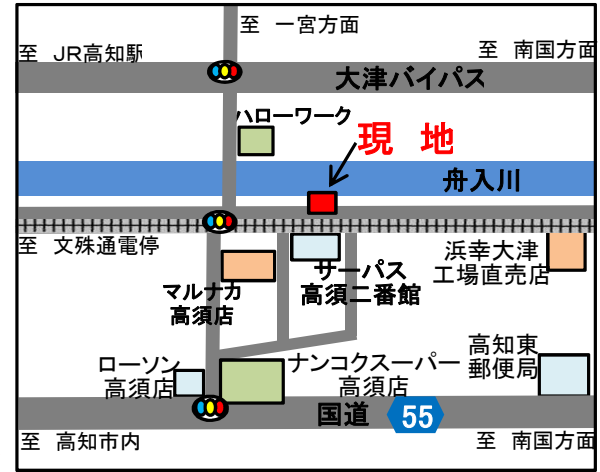 至 一宮方面
至 JR高知駅
至 南国方面
大津バイパス
ハローワーク
現 地
舟入川
至 文殊通電停
マルナカ
高須店
サーパス
高須二番館
浜幸大津
工場直売店
ローソン
高須店
ナンコクスーパー
高須店
高知東
郵便局
国道 55
至 高知市内
至 南国方面